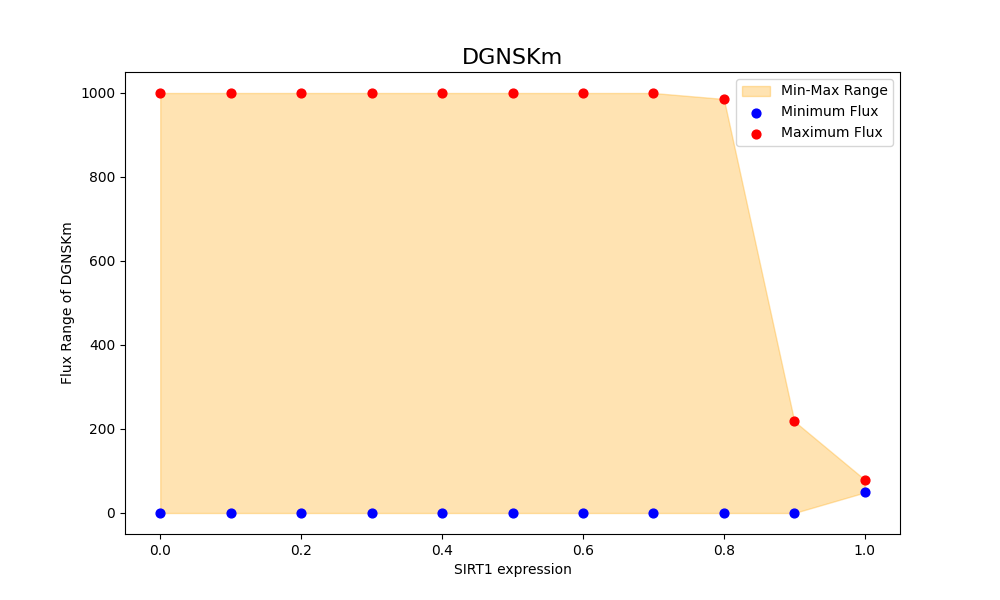 DGNSKm
Min-Max Range
Minimum Flux
Maximum Flux
Flux Range of DGNSKm
1000
800
600
400
200
0
0.0 0.2 0.4 0.6 0.8 1.0
SIRT1 expression